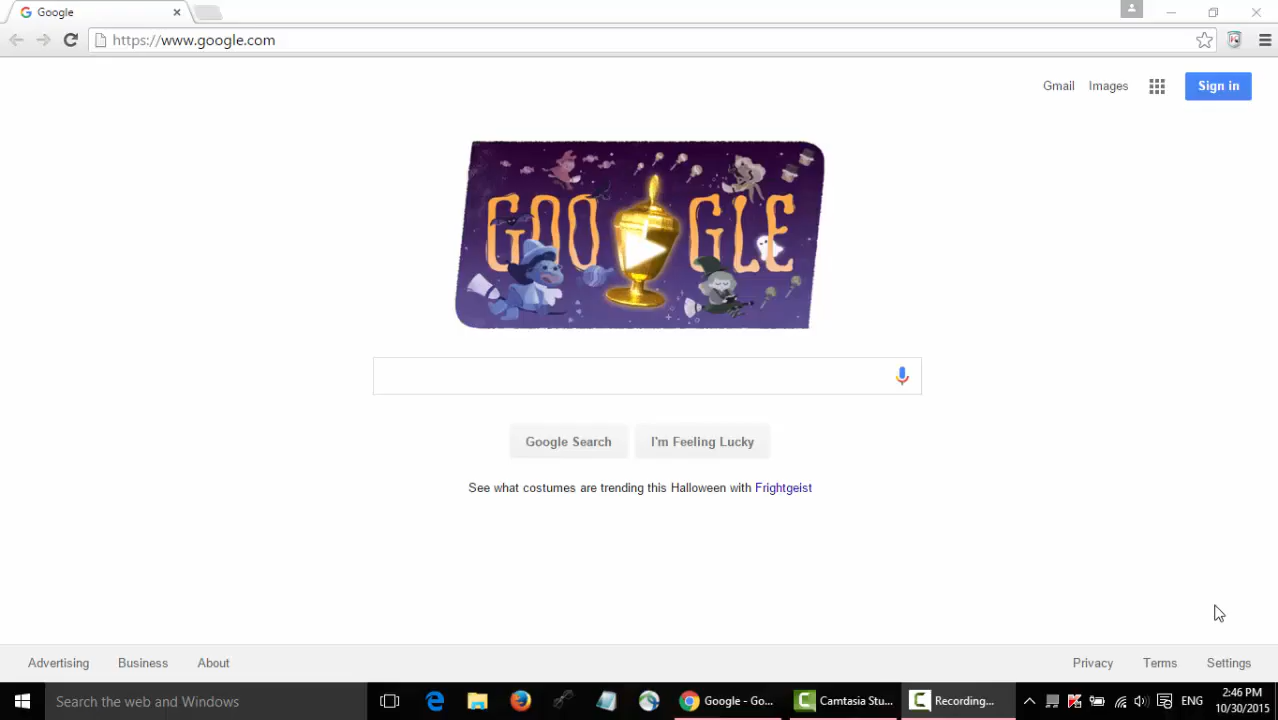 Google
https://www.google.com
Gmail
Images
Sign in
GOOGLE
Google Search
I'm Feeling Lucky
See what costumes are trending this Halloween with Frightgeist
Advertising
Business
About
Privacy
Terms
Settings
Search the web and Windows
Google - Go...
Camtasia Stu...
Recording...
ENG
2:46 PM
10/30/2015